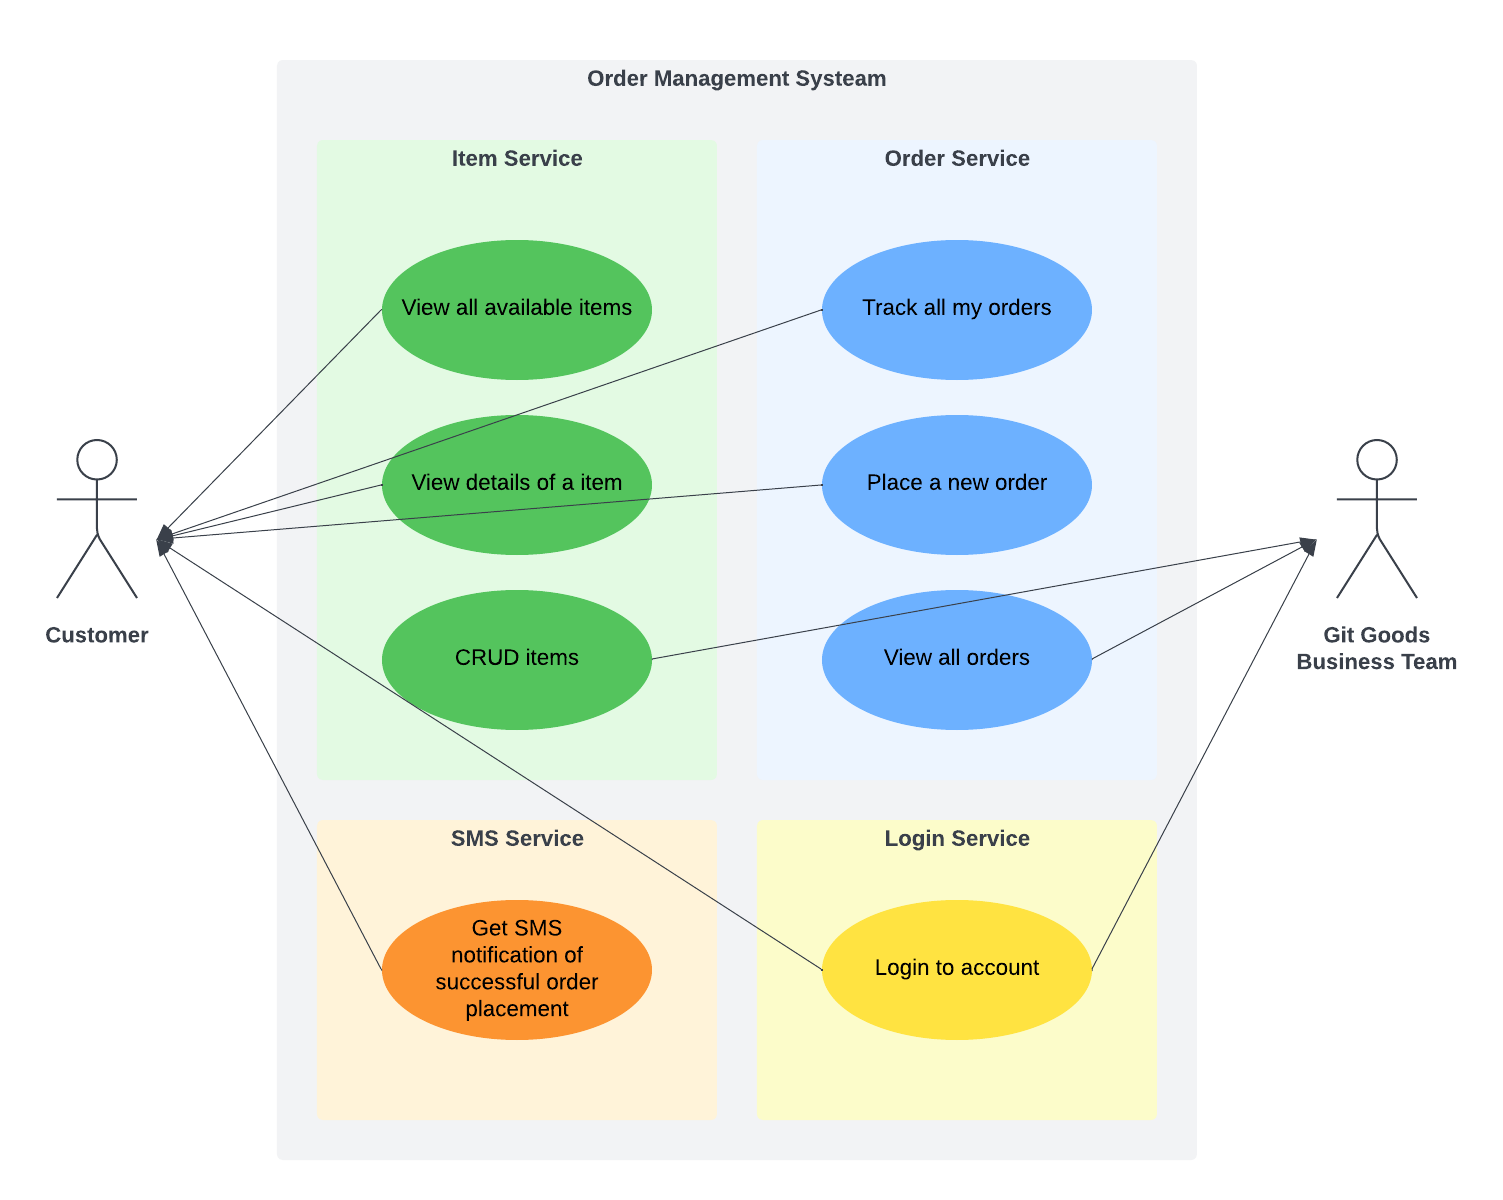 Order Management Systeam
Item Service
Order Service
View all available items
Track all my orders
View details of a item
Place a new order
Customer
Git Goods
Business Team
CRUD items
View all orders
SMS Service
Login Service
Get SMS
notification of
successful order
placement
Login to account